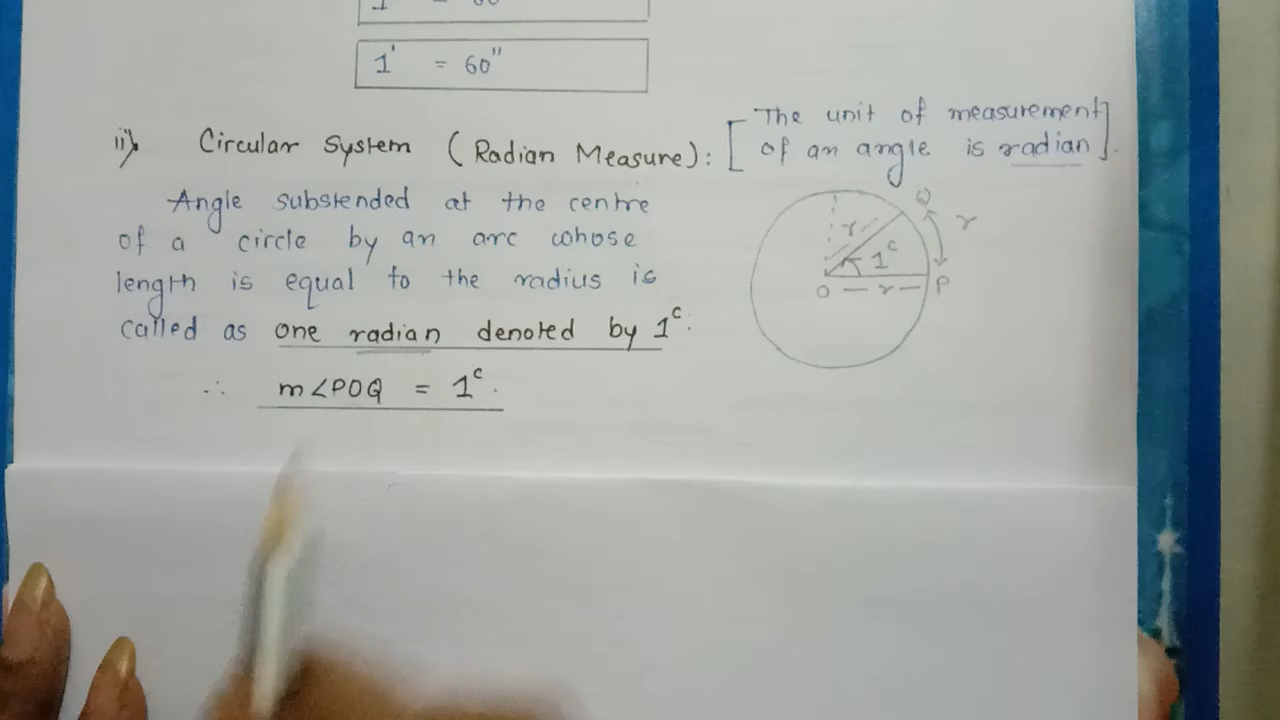 1' = 60"
ii) Circular System (Radian Measure): [The unit of measurement
of an angle is radian].
Angle substended at the centre
of a circle by an arc whose
length is equal to the radius is
called as one radian denoted by 1ᶜ.
∴ m∠POQ = 1ᶜ.
Q
r
r
1ᶜ
O — r — P